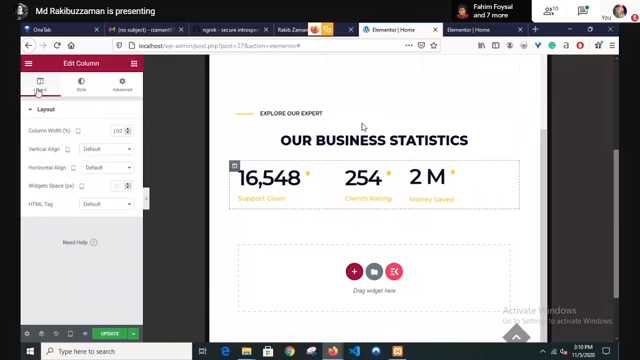 Md Rakibuzzaman is presenting
Fahim Foysal
and 7 more
10
OneTab
(no subject) - rzamantf
ngrok - secure introspe
Rakib Zaman
Elementor | Home
Elementor | Home
localhost/wp-admin/post.php?post=37&action=elementor#
Edit Column
Style
Advanced
Layout
Column Width (%)
100
Vertical Align
Default
Horizontal Align
Default
Widgets Space (px)
20
HTML Tag
Default
Need Help
UPDATE
EXPLORE OUR EXPERT
OUR BUSINESS STATISTICS
16,548 +
254 +
2 M +
Support Given
Clients Rating
Money Saved
Drag widget here
Activate Windows
Go to Settings to activate Windows.
Type here to search
3:10 PM
11/5/2020